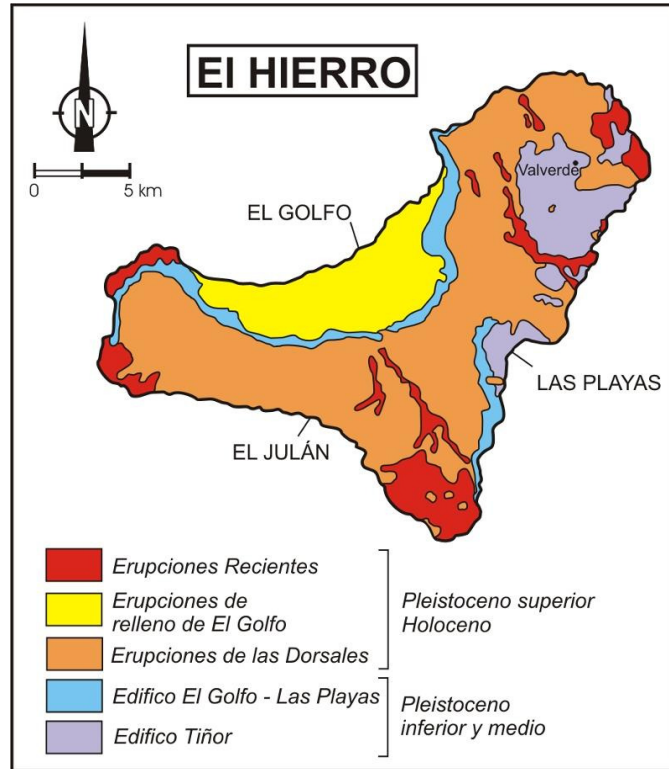 El HIERRO
N
0 5 km
Valverde
EL GOLFO
LAS PLAYAS
EL JULÁN
Erupciones Recientes
Erupciones de
relleno de El Golfo
Erupciones de las Dorsales
Pleistoceno superior
Holoceno
Edifico El Golfo - Las Playas
Edifico Tiñor
Pleistoceno
inferior y medio